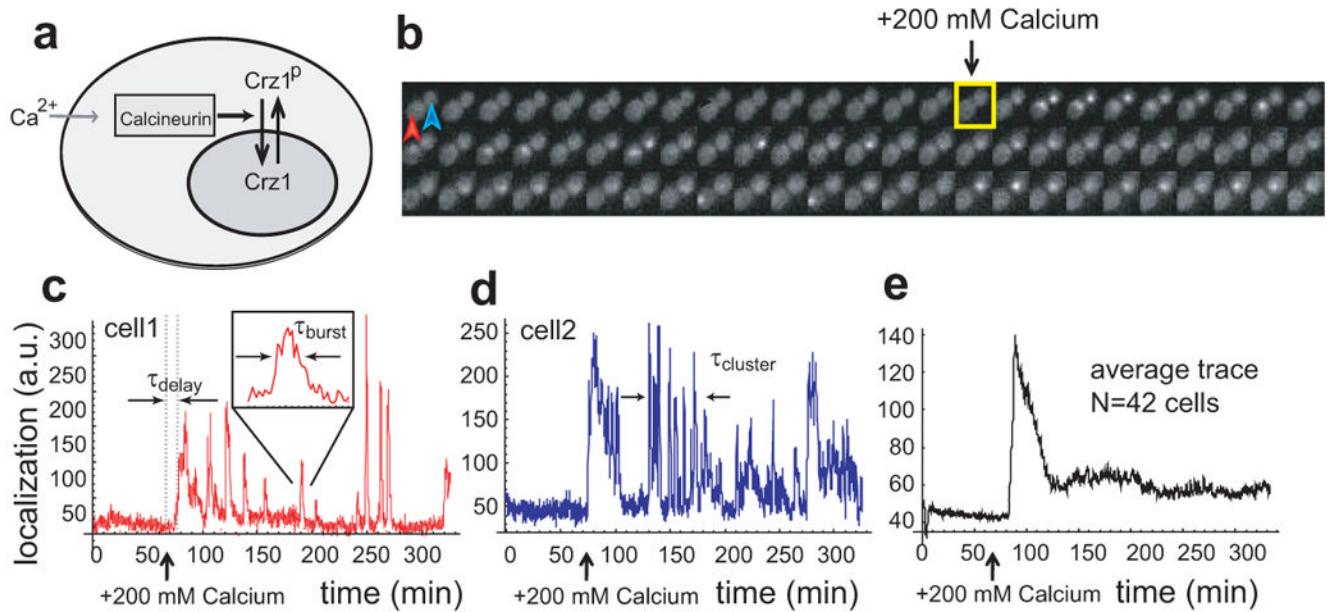 a
Ca2+
Calcineurin
Crz1p
Crz1
b
+200 mM Calcium
c
localization (a.u.)
300
250
200
150
100
50
cell1
τdelay
τburst
0 50 100 150 200 250 300
+200 mM Calcium
time (min)
d
250
200
150
100
50
cell2
τcluster
0 50 100 150 200 250 300
+200 mM Calcium
time (min)
e
140
120
100
80
60
40
average trace
N=42 cells
0 50 100 150 200 250 300
+200 mM Calcium
time (min)